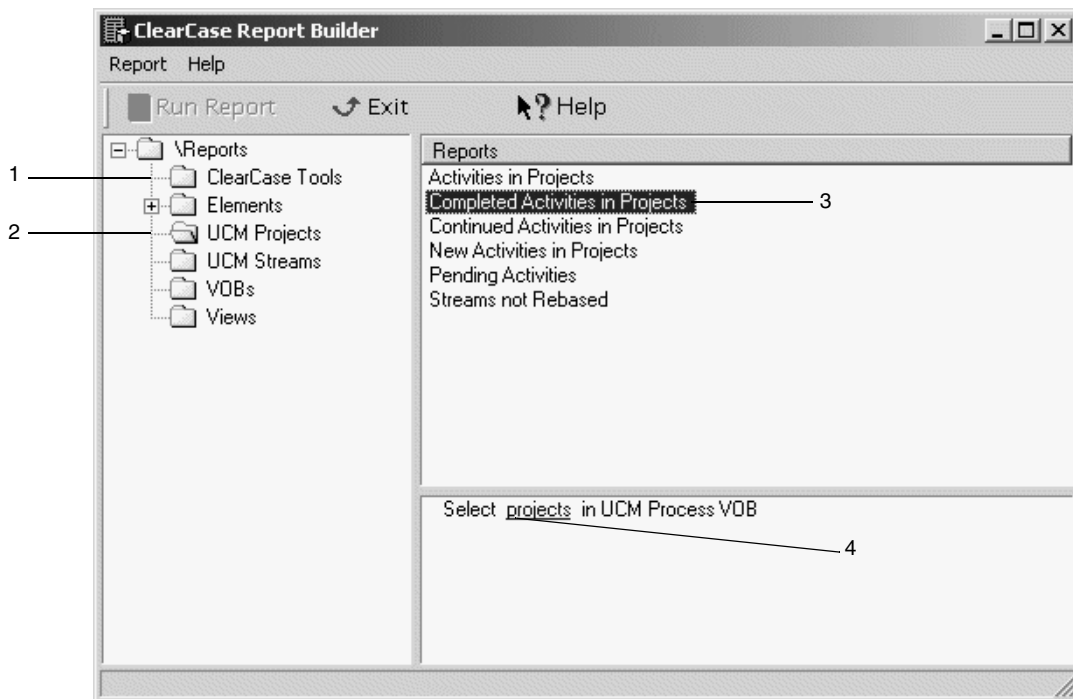 ClearCase Report Builder
Report Help
Run Report Exit Help
\Reports
ClearCase Tools
Elements
UCM Projects
UCM Streams
VOBs
Views
1
2
Reports
Activities in Projects
Completed Activities in Projects
Continued Activities in Projects
New Activities in Projects
Pending Activities
Streams not Rebased
3
Select projects in UCM Process VOB
4